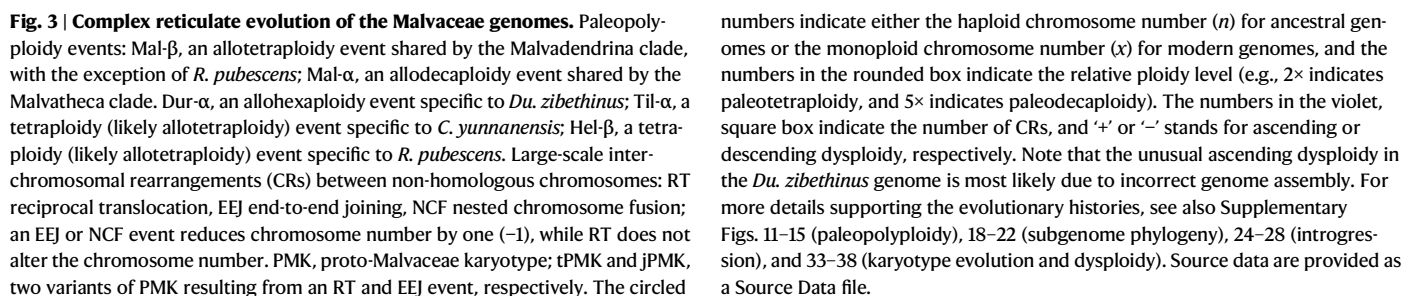 Fig. 3 | Complex reticulate evolution of the Malvaceae genomes. Paleopoly-
ploidy events: Mal-β, an allotetraploidy event shared by the Malvadendrina clade,
with the exception of R. pubescens; Mal-α, an allodecaploidy event shared by the
Malvatheca clade. Dur-α, an allohexaploidy event specific to Du. zibethinus; Til-α, a
tetraploidy (likely allotetraploidy) event specific to C. yunnanensis; Hel-β, a tetra-
ploidy (likely allotetraploidy) event specific to R. pubescens. Large-scale inter-
chromosomal rearrangements (CRs) between non-homologous chromosomes: RT
reciprocal translocation, EEJ end-to-end joining, NCF nested chromosome fusion;
an EEJ or NCF event reduces chromosome number by one (−1), while RT does not
alter the chromosome number. PMK, proto-Malvaceae karyotype; tPMK and jPMK,
two variants of PMK resulting from an RT and EEJ event, respectively. The circled
numbers indicate either the haploid chromosome number (n) for ancestral gen-
omes or the monoploid chromosome number (x) for modern genomes, and the
numbers in the rounded box indicate the relative ploidy level (e.g., 2× indicates
paleotetraploidy, and 5× indicates paleodecaploidy). The numbers in the violet,
square box indicate the number of CRs, and ‘+’ or ‘−’ stands for ascending or
descending dysploidy, respectively. Note that the unusual ascending dysploidy in
the Du. zibethinus genome is most likely due to incorrect genome assembly. For
more details supporting the evolutionary histories, see also Supplementary
Figs. 11–15 (paleopolyploidy), 18–22 (subgenome phylogeny), 24–28 (introgres-
sion), and 33–38 (karyotype evolution and dysploidy). Source data are provided as
a Source Data file.